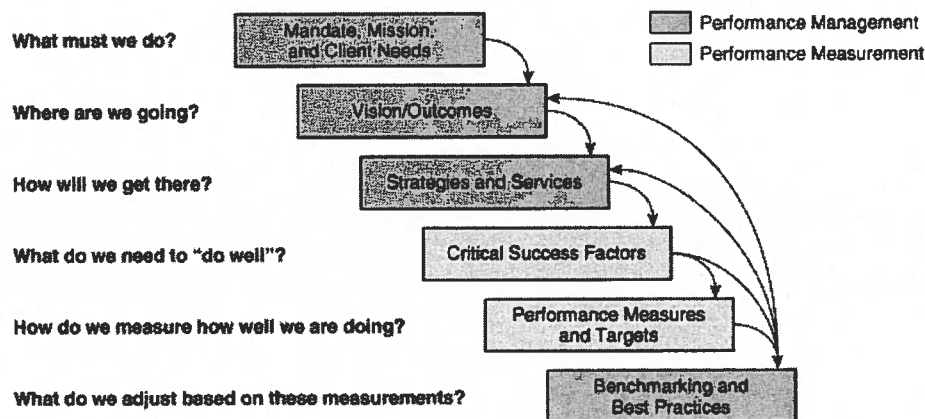 What must we do?
Mandate, Mission,
and Client Needs
Performance Management
Performance Measurement
Where are we going?
Vision/Outcomes
How will we get there?
Strategies and Services
What do we need to “do well”?
Critical Success Factors
How do we measure how well we are doing?
Performance Measures
and Targets
What do we adjust based on these measurements?
Benchmarking and
Best Practices